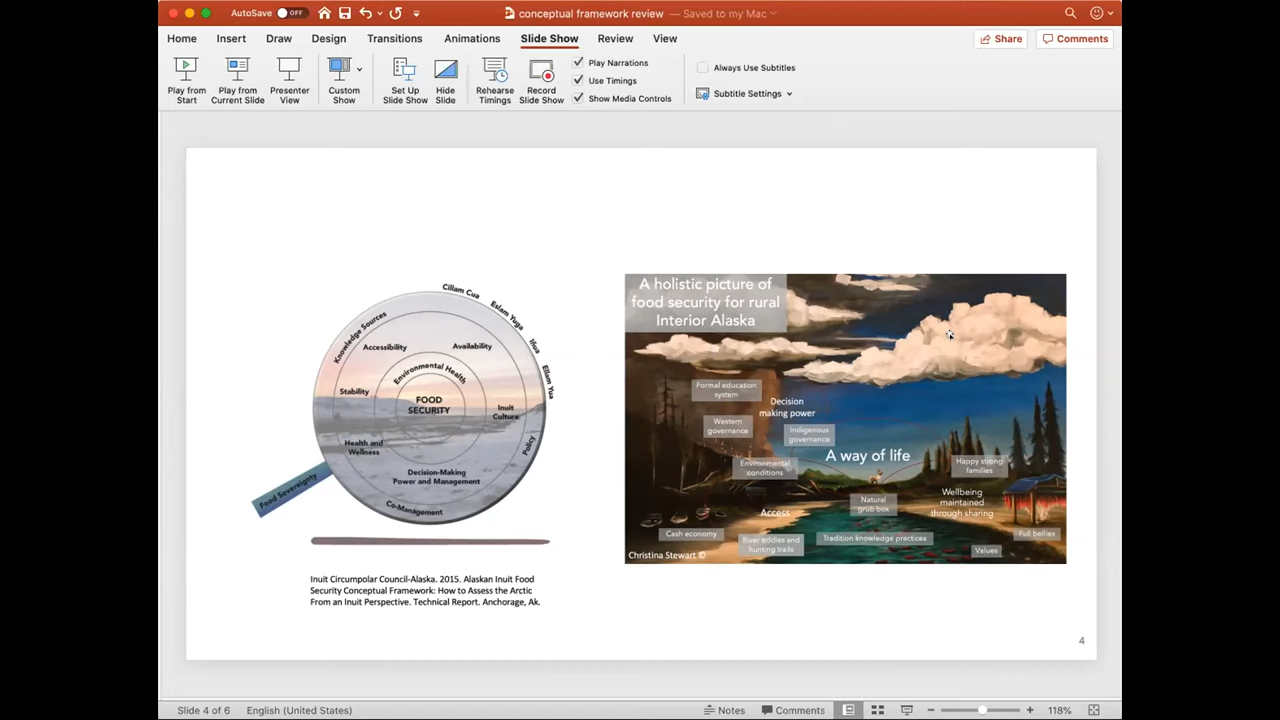 AutoSave OFF
conceptual framework review — Saved to my Mac
Home Insert Draw Design Transitions Animations Slide Show Review View
Share Comments
Play from
Start
Play from
Current Slide
Presenter
View
Custom
Show
Set Up
Slide Show
Hide
Slide
Rehearse
Timings
Record
Slide Show
Play Narrations
Use Timings
Show Media Controls
Always Use Subtitles
Subtitle Settings
Cillam Cua
Eslam Yuga
Iñua
Ellam Yua
Knowledge Sources
Accessibility
Availability
Environmental Health
Stability
FOOD
SECURITY
Inuit
Culture
Health and
Wellness
Policy
Decision-Making
Power and Management
Co-Management
Food Sovereignty
Inuit Circumpolar Council-Alaska. 2015. Alaskan Inuit Food
Security Conceptual Framework: How to Assess the Arctic
From an Inuit Perspective. Technical Report. Anchorage, Ak.
A holistic picture of
food security for rural
Interior Alaska
Formal education
system
Decision
making power
Western
governance
Indigenous
governance
A way of life
Environmental
conditions
Happy strong
families
Natural
grub box
Wellbeing
maintained
through sharing
Access
Cash economy
River eddies and
hunting trails
Tradition knowledge practices
Full bellies
Values
Christina Stewart ©
4
Slide 4 of 6
English (United States)
Notes
Comments
118%